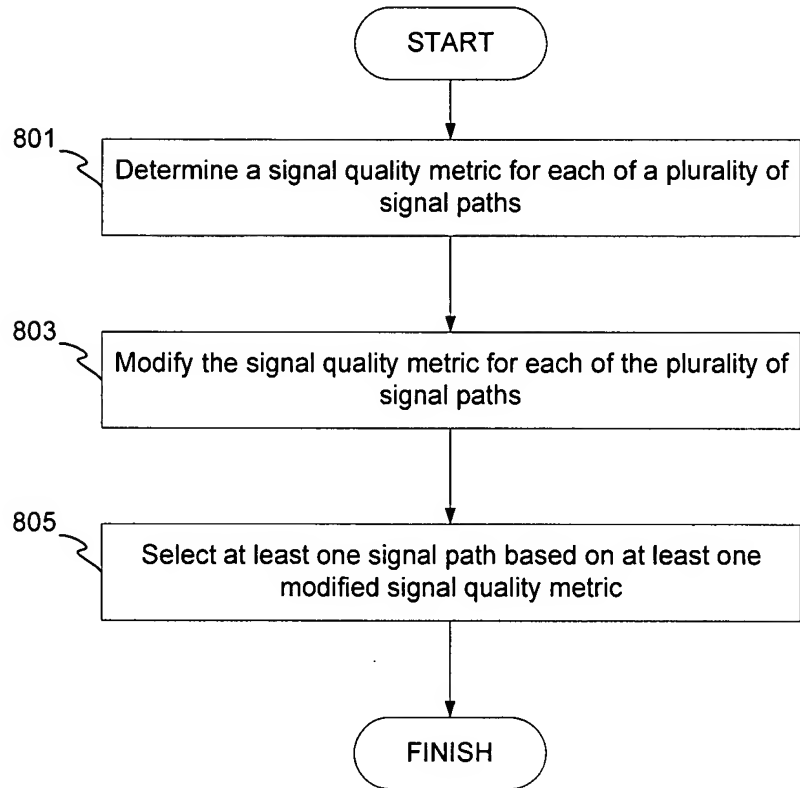 START
801
Determine a signal quality metric for each of a plurality of
signal paths
803
Modify the signal quality metric for each of the plurality of
signal paths
805
Select at least one signal path based on at least one
modified signal quality metric
FINISH